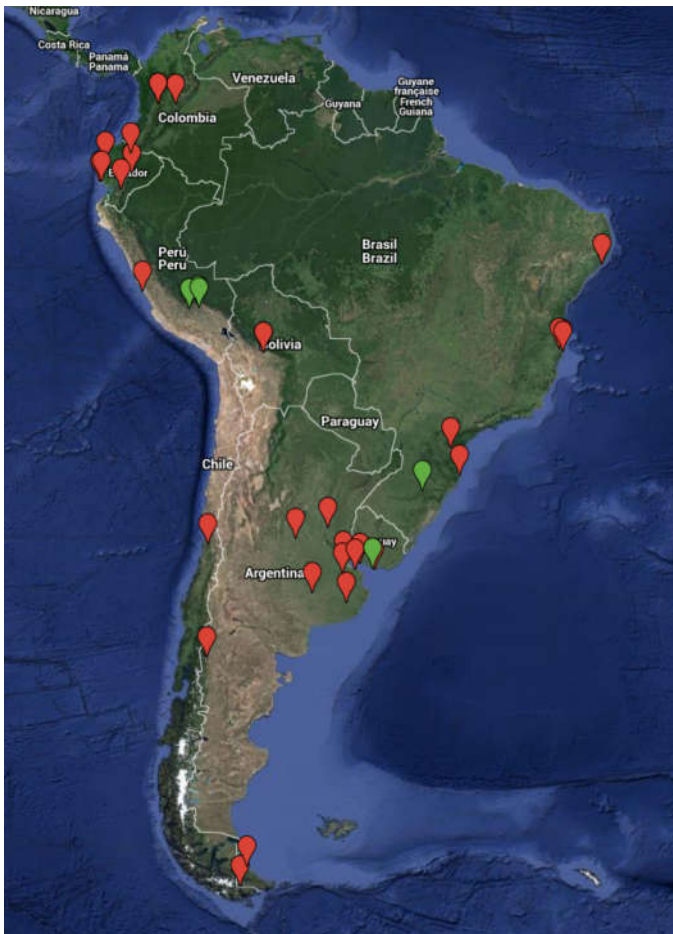 Nicaragua
Costa Rica
Panamá
Panama
Venezuela
Guyana
Guyane
française
French
Guiana
Colombia
Ecuador
Perú
Peru
Brasil
Brazil
Bolivia
Paraguay
Chile
uay
Argentina